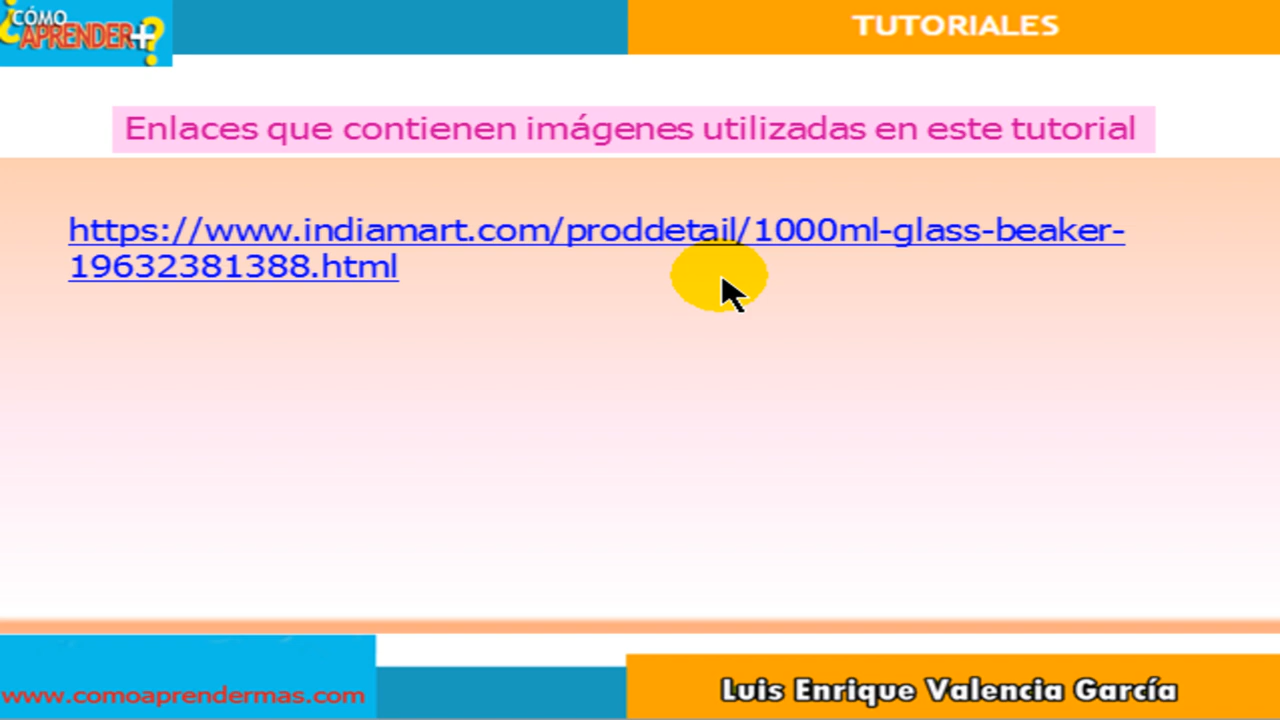 ¿CÓMO
APRENDER+?
TUTORIALES
Enlaces que contienen imágenes utilizadas en este tutorial
https://www.indiamart.com/proddetail/1000ml-glass-beaker-
19632381388.html
www.comoaprendermas.com
Luis Enrique Valencia García